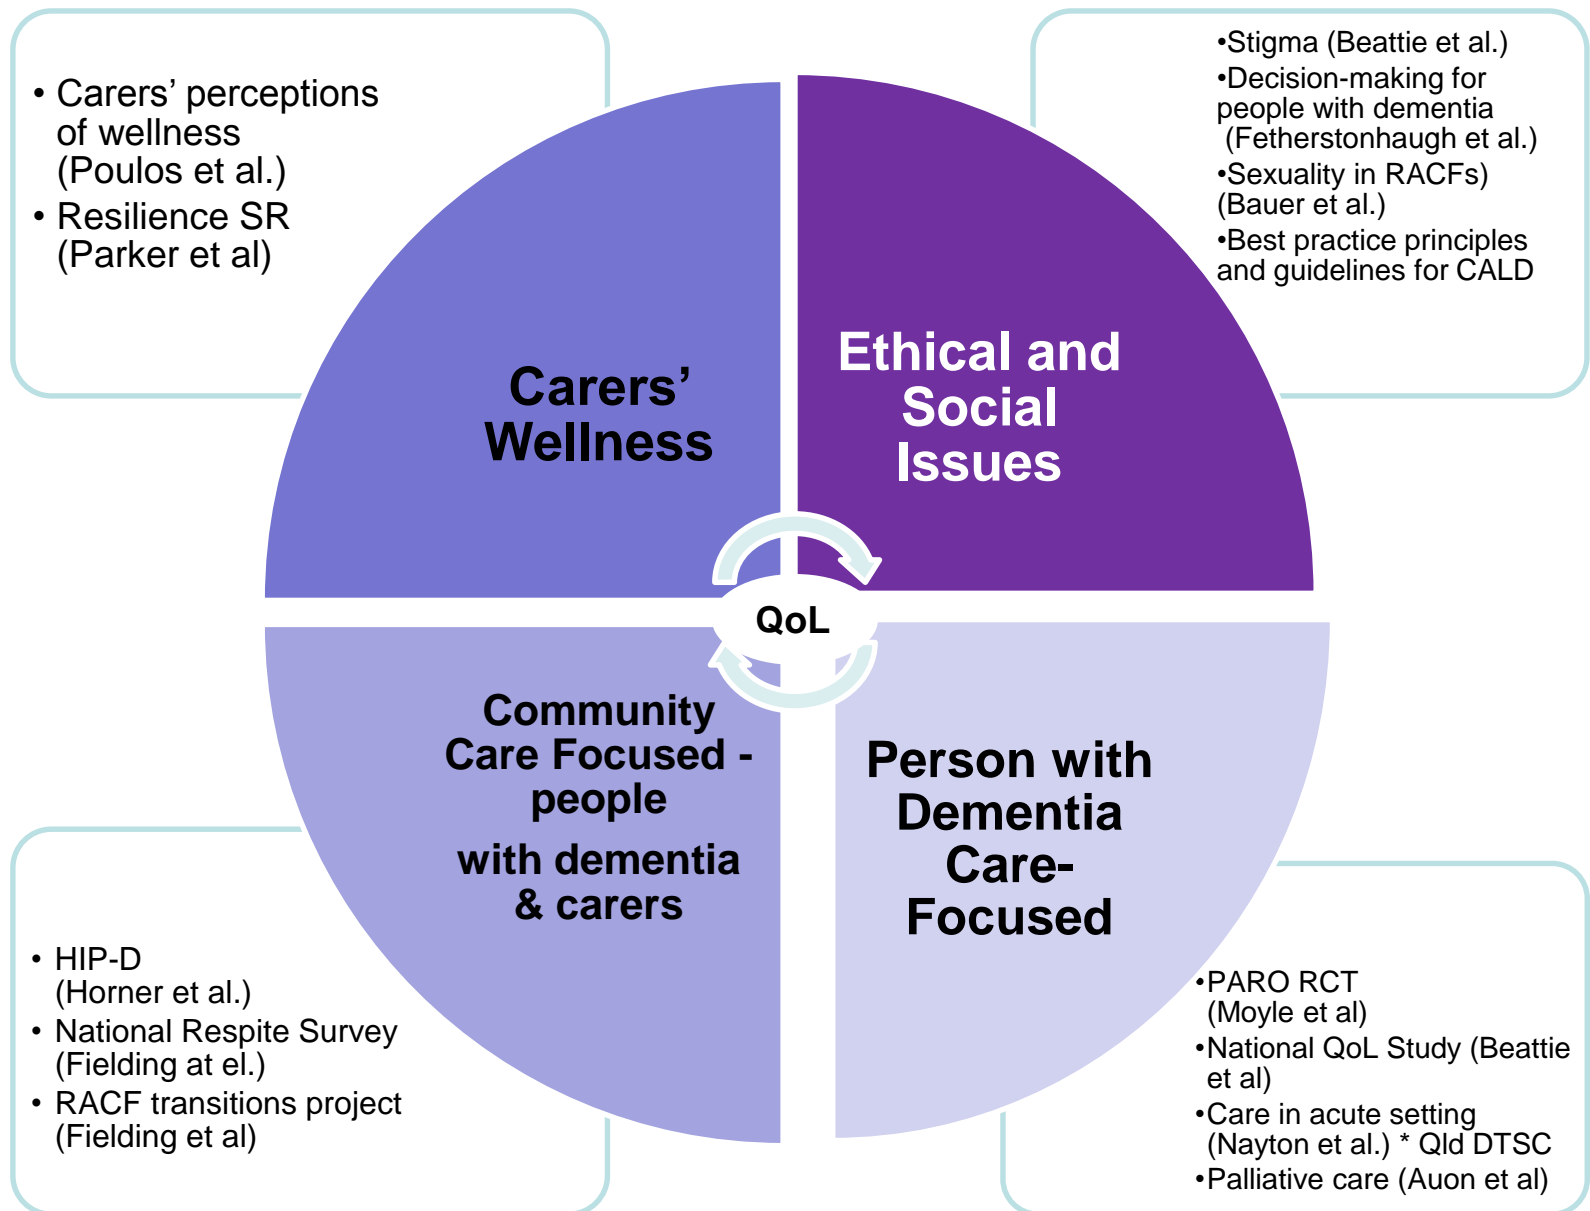 • Carers’ perceptions
of wellness
(Poulos et al.)
• Resilience SR
(Parker et al)
•Stigma (Beattie et al.)
•Decision-making for
people with dementia
(Fetherstonhaugh et al.)
•Sexuality in RACFs)
(Bauer et al.)
•Best practice principles
and guidelines for CALD
Carers’
Wellness
Ethical and
Social
Issues
QoL
Community
Care Focused -
people
with dementia
& carers
Person with
Dementia
Care-
Focused
• HIP-D
(Horner et al.)
• National Respite Survey
(Fielding at el.)
• RACF transitions project
(Fielding et al)
•PARO RCT
(Moyle et al)
•National QoL Study (Beattie
et al)
•Care in acute setting
(Nayton et al.) * Qld DTSC
•Palliative care (Auon et al)